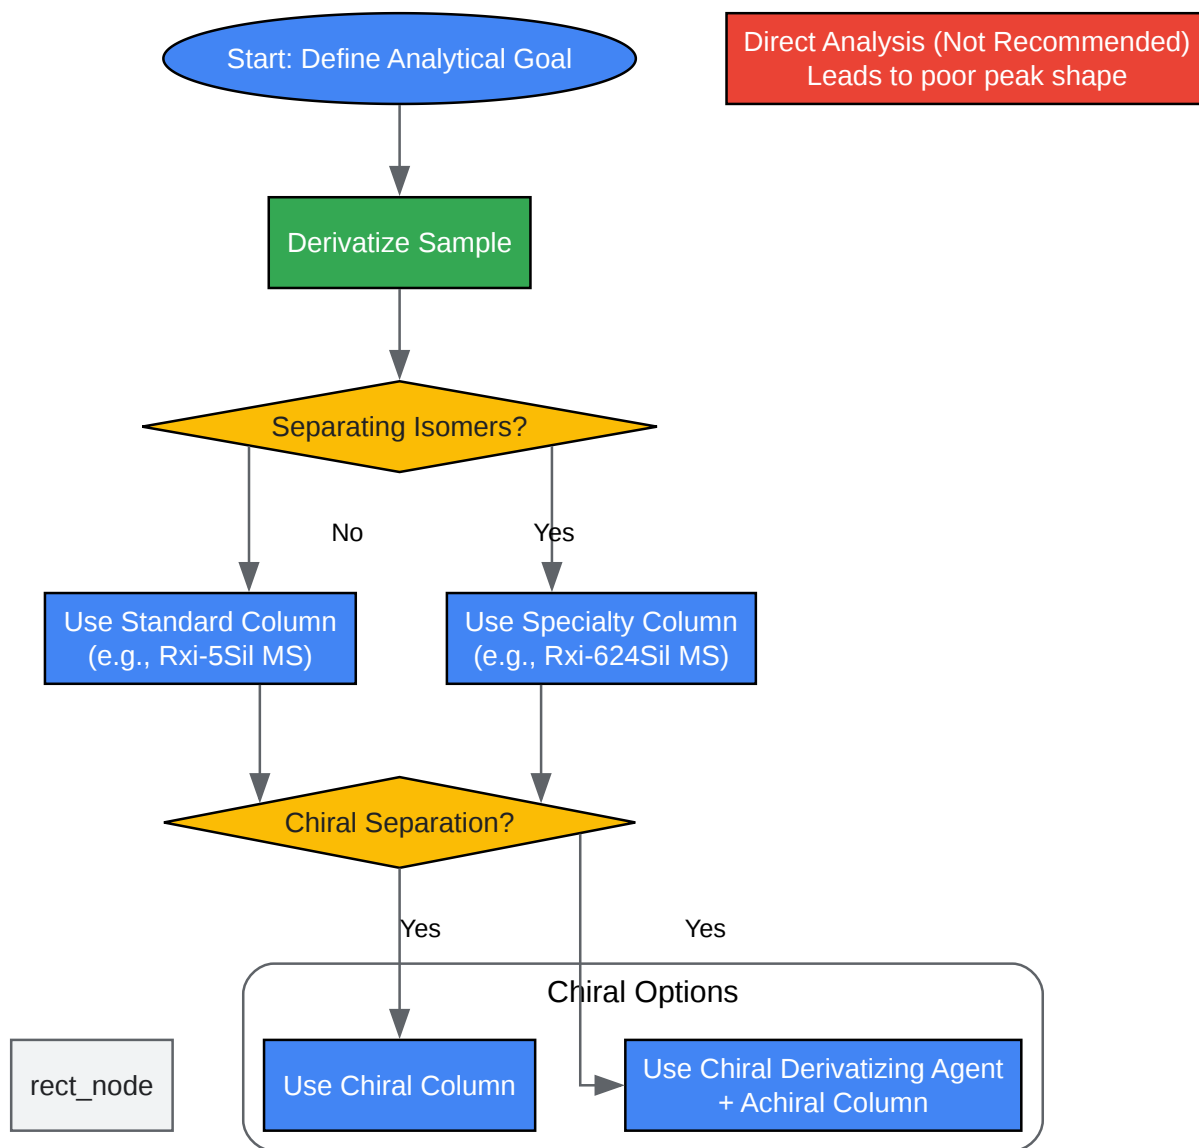 Start: Define Analytical Goal
Direct Analysis (Not Recommended)
Leads to poor peak shape
Derivatize Sample
Separating Isomers?
No
Yes
Use Standard Column
(e.g., Rxi-5Sil MS)
Use Specialty Column
(e.g., Rxi-624Sil MS)
Chiral Separation?
Yes
Yes
Chiral Options
rect_node
Use Chiral Column
Use Chiral Derivatizing Agent
+ Achiral Column